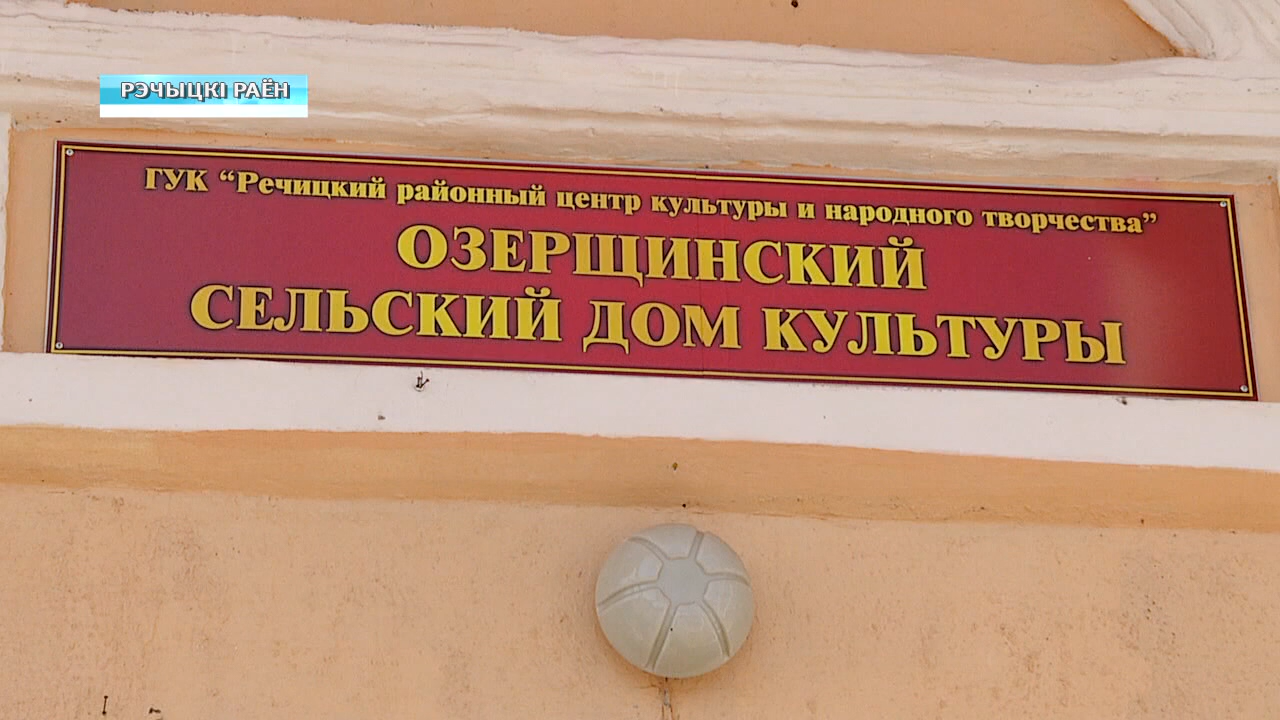 РЭЧЫЦКІ РАЁН
ГУК “Речицкий районный центр культуры и народного творчества”
ОЗЕРЩИНСКИЙ
СЕЛЬСКИЙ ДОМ КУЛЬТУРЫ